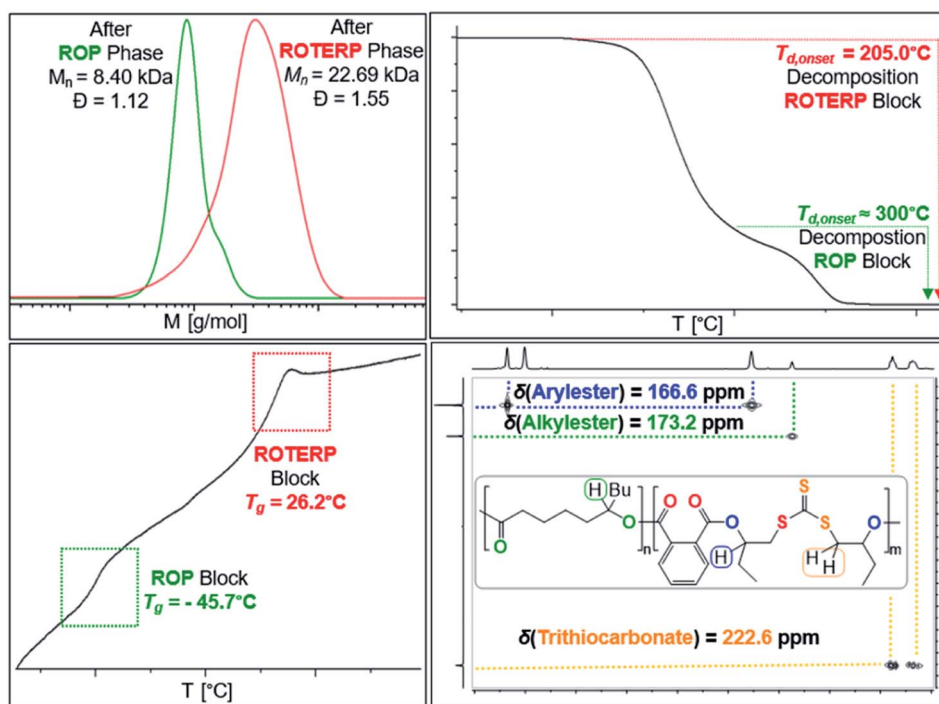 After
ROP Phase
Mn = 8.40 kDa
Đ = 1.12
After
ROTERP Phase
Mn = 22.69 kDa
Đ = 1.55
M [g/mol]
Td,onset = 205.0°C
Decomposition
ROTERP Block
Td,onset ≈ 300°C
Decompostion
ROP Block
T [°C]
ROTERP
Block
Tg = 26.2°C
ROP Block
Tg = - 45.7°C
T [°C]
δ(Arylester) = 166.6 ppm
δ(Alkylester) = 173.2 ppm
H Bu
O O n
O O O H S S S H H O m
δ(Trithiocarbonate) = 222.6 ppm